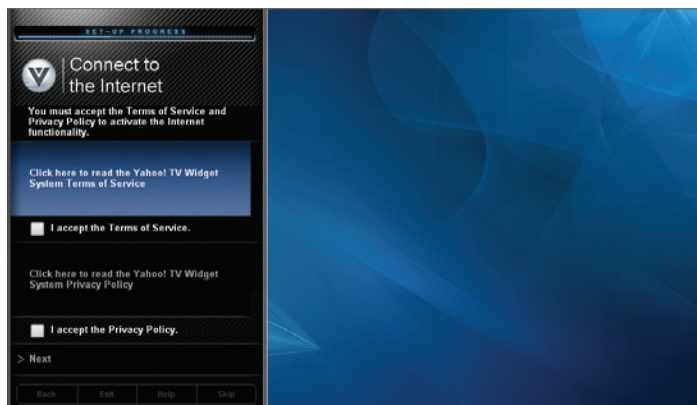 SET-UP PROGRESS
Connect to
the Internet
You must accept the Terms of Service and
Privacy Policy to activate the Internet
functionality.
Click here to read the Yahoo! TV Widget
System Terms of Service
I accept the Terms of Service.
Click here to read the Yahoo! TV Widget
System Privacy Policy
I accept the Privacy Policy.
> Next
Back Exit Help Skip